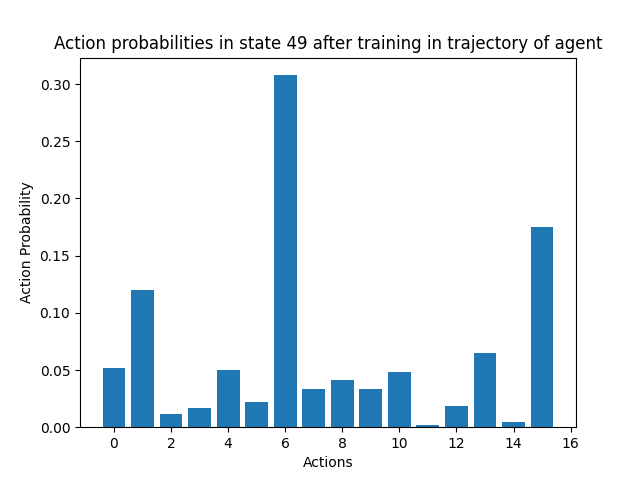 Action probabilities in state 49 after training in trajectory of agent
Action Probability
0.30
0.25
0.20
0.15
0.10
0.05
0.00
0 2 4 6 8 10 12 14 16
Actions